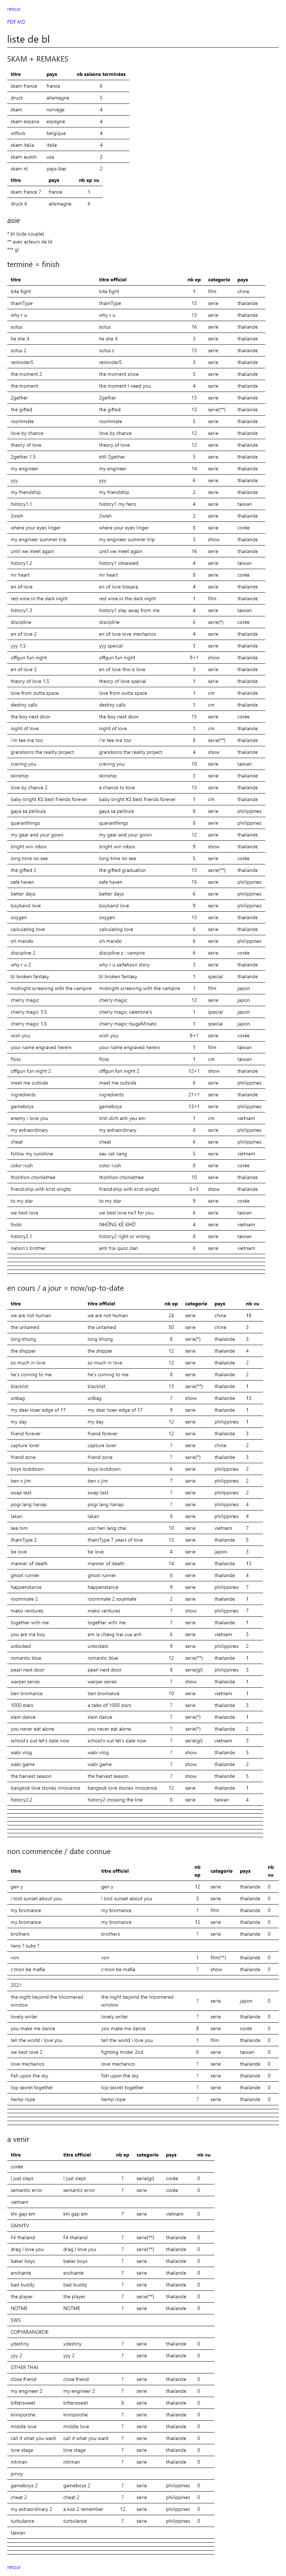 retour
PDF MD
liste de bl
SKAM + REMAKES
titre pays nb saisons terminées
skam france france 6
druck allemagne 5
skam norvège 4
skam espana espagne 4
wtfock belgique 4
skam italia italie 4
skam austin usa 2
skam nl pays-bas 2
titre pays nb ep vu
skam france 7 france 1
druck 6 allemagne 6
asie
* bl (side couple)
** avec acteurs de bl
*** gl
terminé = finish
titre titre officiel nb ep categorie pays
bite fight bite fight 1 film chine
tharnType tharnType 13 serie thailande
why r u why r u 13 serie thailande
sotus sotus 16 serie thailande
he she it he she it 3 serie thailande
sotus 2 sotus s 13 serie thailande
reminderS reminderS 3 serie thailande
the moment 2 the moment since 5 serie thailande
the moment the moment I need you 4 serie thailande
2gether 2gether 13 serie thailande
the gifted the gifted 13 serie(**) thailande
roommate roommate 5 serie thailande
love by chance love by chance 12 serie thailande
theory of love theory of love 12 serie thailande
2gether 1.5 still 2gether 5 serie thailande
my engineer my engineer 14 serie thailande
yyy yyy 6 serie thailande
my friendship my friendship 2 serie thailande
history1.1 history1 my hero 4 serie taiwan
2wish 2wish 2 serie thailande
where your eyes linger where your eyes linger 8 serie corée
my engineer summer trip my engineer summer trip 3 show thailande
until we meet again until we meet again 16 serie thailande
history1.2 history1 obsessed 4 serie taiwan
mr heart mr heart 8 serie corée
en of love en of love tossara 4 serie thailande
red wine in the dark night red wine in the dark night 1 film thailande
history1.3 history1 stay away from me 4 serie taiwan
discipline discipline 6 serie(*) corée
en of love 2 en of love love mechanics 4 serie thailande
yyy 1.5 yyy special 3 serie thailande
offgun fun night offgun fun night 9+1 show thailande
en of love 3 en of love this is love 3 serie thailande
theory of love 1.5 theory of love special 1 serie thailande
love from outta space love from outta space 1 cm thailande
destiny calls destiny calls 1 cm thailande
the boy next door the boy next door 15 serie corée
night of love night of love 1 cm thailande
i'm tee me too i'm tee me too 8 serie(**) thailande
grandsons the reality project grandsons the reality project 4 show thailande
craving you craving you 10 serie taiwan
skinship skinship 3 serie thailande
love by chance 2 a chance to love 13 serie thailande
baby bright KS best friends forever baby bright KS best friends forever 1 cm thailande
gaya sa pelikula gaya sa pelikula 8 serie philippines
quaranthings quaranthings 8 serie philippines
my gear and your gown my gear and your gown 12 serie thailande
bright win inbox bright win inbox 9 show thailande
long time no see long time no see 5 serie corée
the gifted 2 the gifted graduation 13 serie(**) thailande
safe haven safe haven 15 serie philippines
better days better days 6 serie philippines
boyband love boyband love 9 serie philippines
oxygen oxygen 13 serie thailande
calculating love calculating love 6 serie thailande
oh mando oh mando 6 serie philippines
discipline 2 discipline z : vampire 6 serie corée
why r u 2 why r u saifahzon story 3 serie thailande
bl broken fantasy bl broken fantasy 1 special thailande
midnight screening with the vampire midnight screening with the vampire 1 film japon
cherry magic cherry magic 12 serie japon
cherry magic 1.5 cherry magic valentine's 1 special japon
cherry magic 1.6 cherry magic tsugeMinato 1 special japon
wish you wish you 8+1 serie corée
your name engraved herein your name engraved herein 1 film taiwan
floss floss 1 cm taiwan
offgun fun night 2 offgun fun night 2 12+1 show thailande
meet me outside meet me outside 6 serie philippines
ingredients ingredients 21+1 serie thailande
gameboys gameboys 13+1 serie philippines
enemy i love you tinh dich anh yeu em 1 cm vietnam
my extraordinary my extraordinary 8 serie philippines
cheat cheat 6 serie philippines
follow my sunshine sau vat nang 5 serie vietnam
color rush color rush 8 serie corée
thonhon chonlathee thonhon chonlathee 10 serie thailande
friend.ship with krist-singto friend.ship with krist-singto 6+3 show thailande
to my star to my star 9 serie corée
we best love we best love no1 for you 6 serie taiwan
fools NHỮNG KẺ KHỜ 4 serie vietnam
history2.1 history2 right or wrong 8 serie taiwan
nation's brother anh trai quoc dan 6 serie vietnam
en cours / a jour = now/up-to-date
titre titre officiel nb ep categorie pays nb vu
we are not human we are not human 24 serie chine 18
the untamed the untamed 50 serie chine 3
long khong long khong 8 serie(*) thailande 3
the shipper the shipper 12 serie thailande 4
so much in love so much in love 12 serie thailande 2
he's coming to me he's coming to me 8 serie thailande 2
blacklist blacklist 13 serie(**) thailande 1
unbag unbag ? show thailande 13
my dear loser edge of 17 my dear loser edge of 17 9 serie thailande 1
my day my day 12 serie philippines 1
friend forever friend forever 12 serie thailande 3
capture lover capture lover ? serie chine 2
friend zone friend zone ? serie(*) thailande 3
boys lockdown boys lockdown 6 serie philippines 2
ben x jim ben x jim 7 serie philippines 2
swap test swap test ? serie philippines 2
pogi lang hanap pogi lang hanap ? serie philippines 4
lakan lakan 8 serie philippines 4
sea him uoc hen lang chai 10 serie vietnam 7
tharnType 2 tharnType 7 years of love 13 serie thailande 5
be love be love 4 serie japon 3
manner of death manner of death 14 serie thailande 13
ghost runner ghost runner 8 serie thailande 4
happenstance happenstance 9 serie philippines 7
roommate 2 roommate 2 soulmate 2 serie thailande 1
mako ventures mako ventures ? show philippines 7
together with me together with me ? serie thailande 1
you are ma boy em la chang trai cua anh 6 serie vietnam 5
unlocked unlocked 9 serie philippines 2
romantic blue romantic blue 12 serie(**) thailande 1
pearl next door pearl next door 8 serie(gl) philippines 3
warper series warper series ? show thailande 1
tien bromance tien bromance 10 serie vietnam 1
1000 stars a tales of 1000 stars ? serie thailande 3
slam dance slam dance ? serie(*) thailande 1
you never eat alone you never eat alone ? serie(*) thailande 2
school's out let's date now school's out let's date now ? serie(gl) vietnam 3
wabi vlog wabi vlog ? show thailande 5
wabi game wabi game ? show thailande 2
the harvest season the harvest season ? show thailande 5
bangkok love stories innocence bangkok love stories innocence 12 serie thailande 1
history2.2 history2 crossing the line 8 serie taiwan 4
non commencée / date connue
titre titre officiel nb ep categorie pays nb vu
gen y gen y 12 serie thailande 0
i told sunset about you i told sunset about you 5 serie thailande 0
my bromance my bromance 1 film thailande 0
my bromance my bromance 12 serie thailande 0
brothers brothers ? serie thailande 0
liens ? subs ?
von von 1 film(**) thailande 0
c'mon be mafia c'mon be mafia ? show thailande 0
2021
the night beyond the tricornered window the night beyond the tricornered window ? serie japon 0
lovely writer lovely writer ? serie thailande 0
you make me dance you make me dance 8 serie corée 0
tell the world i love you tell the world i love you 1 film thailande 0
we best love 2 fighting mister 2nd 6 serie taiwan 0
love mechanics love mechanics ? serie thailande 0
fish upon the sky fish upon the sky ? serie thailande 0
top secret together top secret together ? serie thailande 0
hemp rope hemp rope ? serie thailande 0
a venir
titre titre officiel nb ep categorie pays nb vu
corée
i just slept i just slept ? serie(gl) corée 0
semantic error semantic error ? serie corée 0
vietnam
khi gap em khi gap em ? serie vietnam 0
GMMTV
F4 thailand F4 thailand ? serie(**) thailande 0
drag I love you drag I love you ? serie(**) thailande 0
baker boys baker boys ? serie thailande 0
enchante enchante ? serie thailande 0
bad buddy bad buddy ? serie thailande 0
the player the player ? serie(**) thailande 0
NOTME NOTME ? serie thailande 0
SWS
COPYABANGKOK
ydestiny ydestiny ? serie thailande 0
yyy 2 yyy 2 ? serie thailande 0
OTHER THAI
close friend close friend ? serie thailande 0
my engineer 2 my engineer 2 ? serie thailande 0
bittersweet bittersweet 8 serie thailande 0
kinnporshe kinnporshe ? serie thailande 0
middle love middle love ? serie thailande 0
call it what you want call it what you want ? serie thailande 0
love stage love stage ? serie thailande 0
nitiman nitiman ? serie thailande 0
pinoy
gameboys 2 gameboys 2 ? serie philippines 0
cheat 2 cheat 2 ? serie philippines 0
my extraordinary 2 a kiss 2 remember 12 serie philippines 0
turbulance turbulance ? serie philippines 0
taiwan
retour